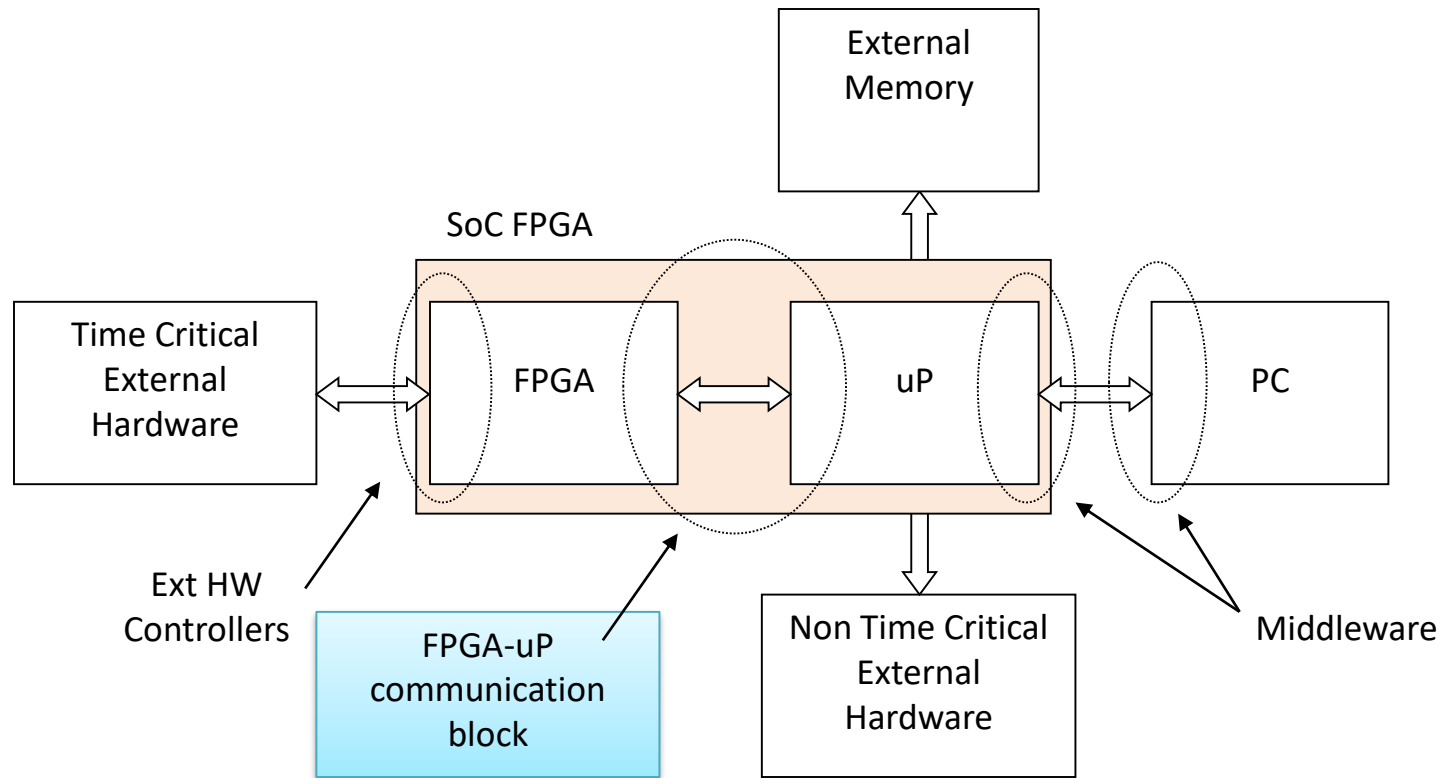 External
Memory
SoC FPGA
Time Critical
External
Hardware
FPGA
uP
PC
Ext HW
Controllers
FPGA-uP
communication
block
Non Time Critical
External
Hardware
Middleware